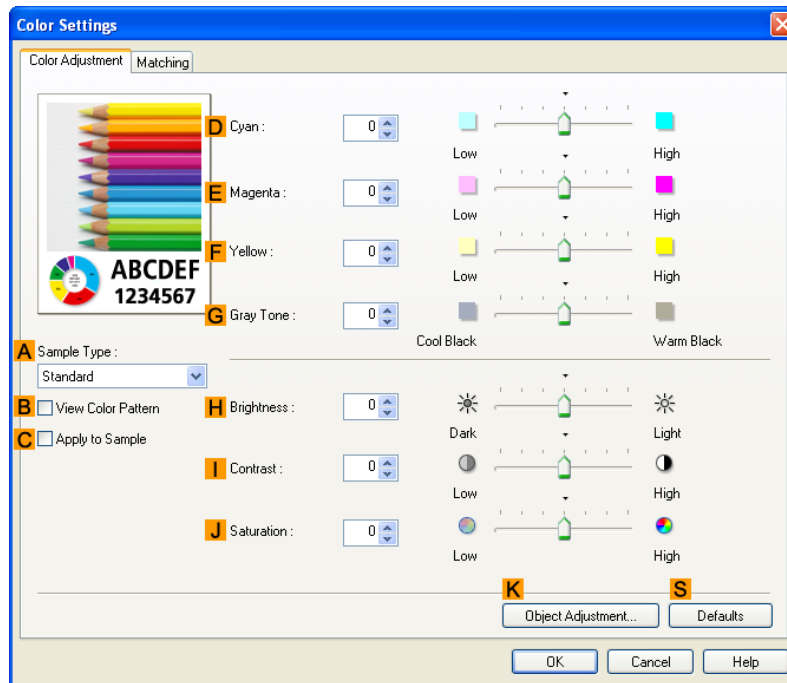 Color Settings
Color Adjustment Matching
D Cyan : 0 Low High
E Magenta : 0 Low High
F Yellow : 0 Low High
G Gray Tone : 0 Cool Black Warm Black
ABCDEF
1234567
A Sample Type :
Standard
B View Color Pattern
C Apply to Sample
H Brightness : 0 Dark Light
I Contrast : 0 Low High
J Saturation : 0 Low High
K S
Object Adjustment... Defaults
OK Cancel Help